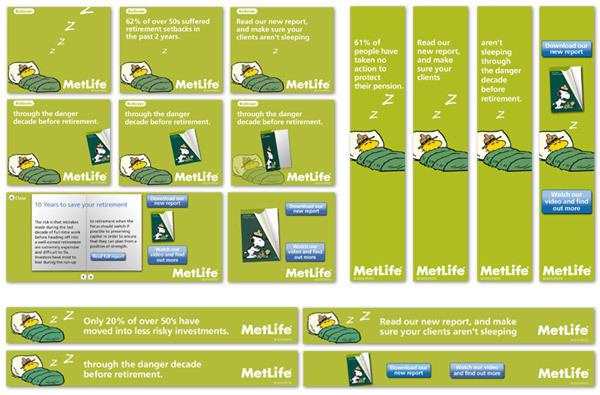 Rollover
Z
Z
Z
MetLife
Rollover
62% of over 50s suffered
retirement setbacks in
the past 2 years.
Z
MetLife
Rollover
Read our new report,
and make sure your
clients aren't sleeping
Z
MetLife
Rollover
through the danger
decade before retirement.
MetLife
Rollover
through the danger
decade before retirement.
MetLife
Rollover
through the danger
decade before retirement.
MetLife
Close
10 Years to save your retirement
The risk is that mistakes
made during the last
decade of full-time work
before heading off into
a well-earned retirement
are extremely expensive
and difficult to fix.
Investors have most to
lose during the run-up
to retirement when the
focus should switch if
possible to preserving
capital in order to ensure
that they can plan from a
position of strength.
Read full report
Download our
new report
Watch our
video and find
out more
MetLife
Download our
new report
Watch our
video and find
out more
MetLife
61% of
people have
taken no
action to
protect
their pension.
Z
Z
MetLife
Read our
new report,
and make
sure your
clients
Z
Z
MetLife
aren't
sleeping
through the
danger
decade
before
retirement.
Z
Z
MetLife
Download our
new report
Watch our
video and find
out more
MetLife
Z Z
Only 20% of over 50's have
moved into less risky investments.
MetLife
Z Z
Read our new report, and make
sure your clients aren't sleeping
MetLife
Z Z
through the danger decade
before retirement.
MetLife
Download our
new report
Watch our video
and find out more
MetLife